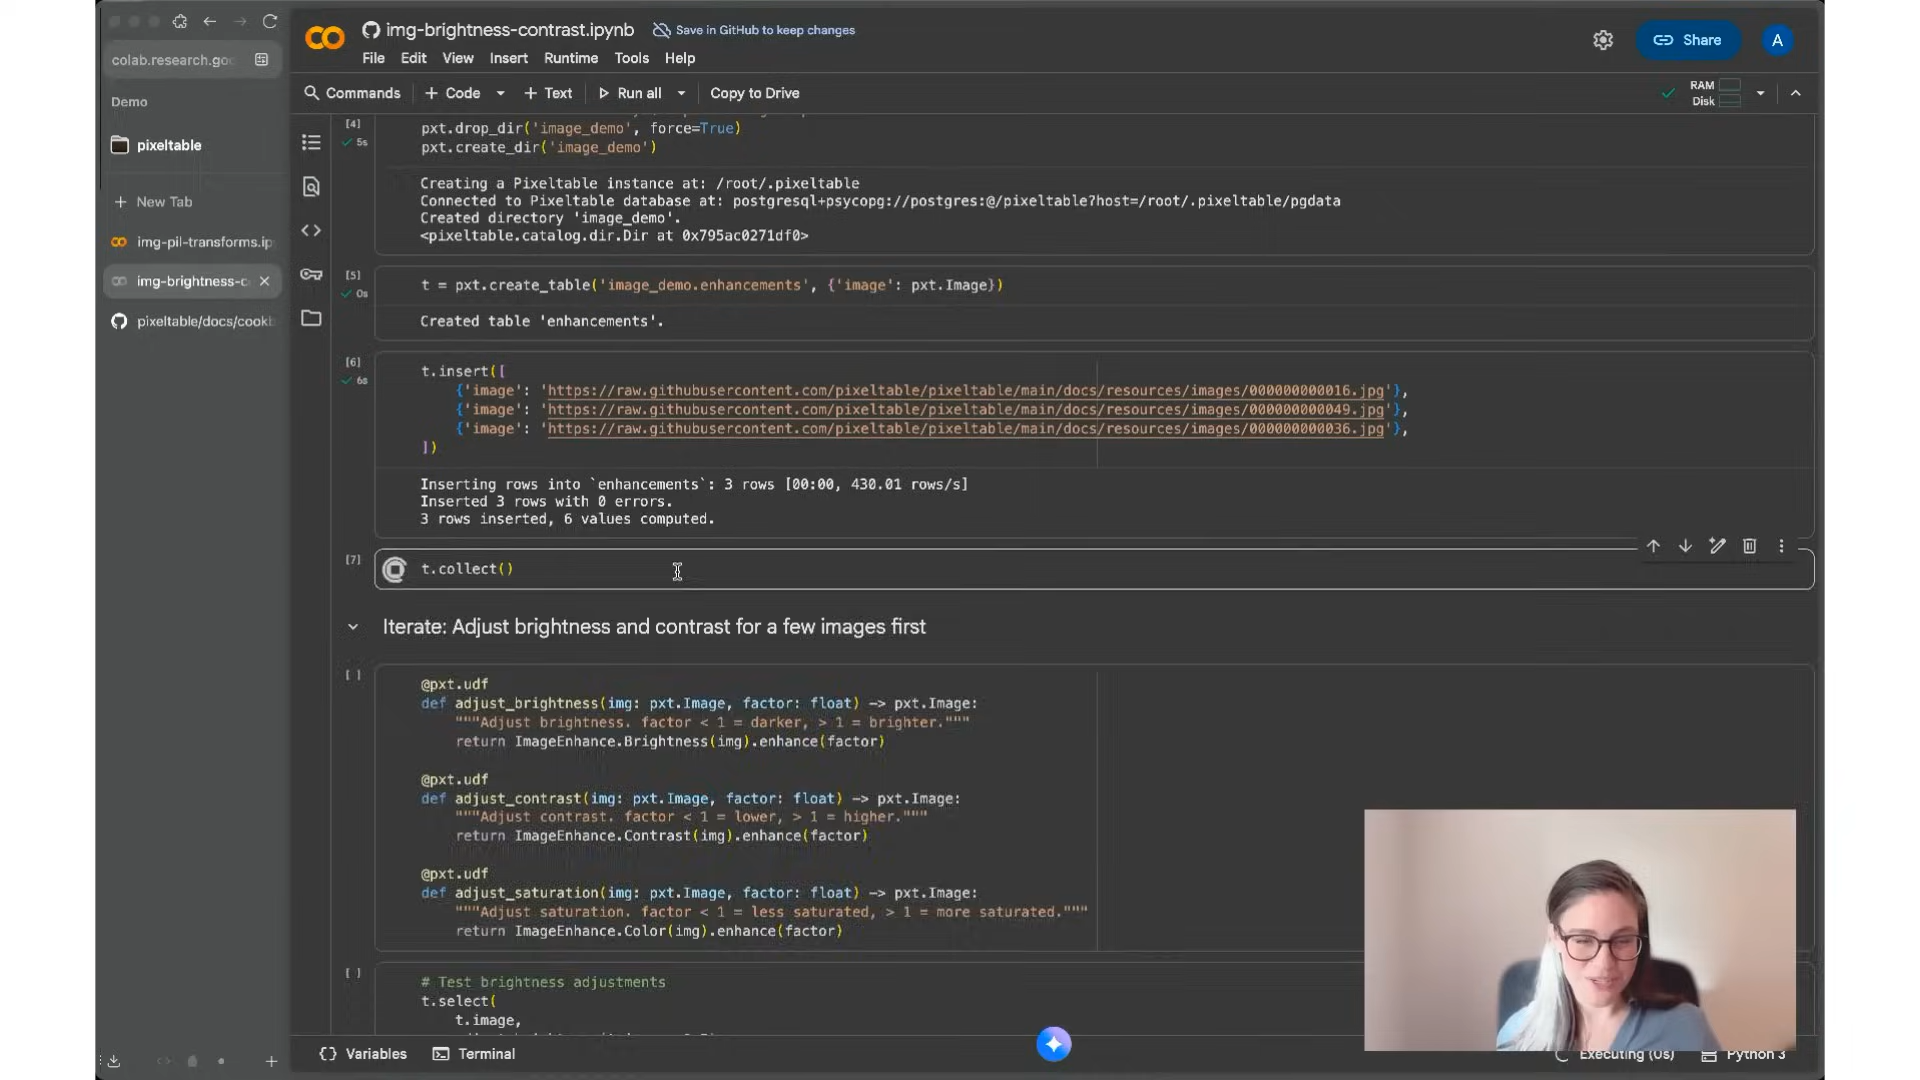 img-brightness-contrast.ipynb
Save in GitHub to keep changes
Share
A
colab.research.goo
File Edit View Insert Runtime Tools Help
Demo
Commands + Code + Text Run all Copy to Drive
RAM
Disk
pixeltable
+ New Tab
img-pil-transforms.ip
img-brightness-c
pixeltable/docs/cookb
[4]
5s
pxt.drop_dir('image_demo', force=True)
pxt.create_dir('image_demo')
Creating a Pixeltable instance at: /root/.pixeltable
Connected to Pixeltable database at: postgresql+psycopg://postgres:@/pixeltable?host=/root/.pixeltable/pgdata
Created directory 'image_demo'.
<pixeltable.catalog.dir.Dir at 0x795ac0271df0>
[5]
0s
t = pxt.create_table('image_demo.enhancements', {'image': pxt.Image})
Created table 'enhancements'.
[6]
6s
t.insert([
{'image': 'https://raw.githubusercontent.com/pixeltable/pixeltable/main/docs/resources/images/000000000016.jpg'},
{'image': 'https://raw.githubusercontent.com/pixeltable/pixeltable/main/docs/resources/images/000000000049.jpg'},
{'image': 'https://raw.githubusercontent.com/pixeltable/pixeltable/main/docs/resources/images/000000000036.jpg'},
])
Inserting rows into `enhancements`: 3 rows [00:00, 430.01 rows/s]
Inserted 3 rows with 0 errors.
3 rows inserted, 6 values computed.
[7]
t.collect()
Iterate: Adjust brightness and contrast for a few images first
[ ]
@pxt.udf
def adjust_brightness(img: pxt.Image, factor: float) -> pxt.Image:
"""Adjust brightness. factor < 1 = darker, > 1 = brighter."""
return ImageEnhance.Brightness(img).enhance(factor)
@pxt.udf
def adjust_contrast(img: pxt.Image, factor: float) -> pxt.Image:
"""Adjust contrast. factor < 1 = lower, > 1 = higher."""
return ImageEnhance.Contrast(img).enhance(factor)
@pxt.udf
def adjust_saturation(img: pxt.Image, factor: float) -> pxt.Image:
"""Adjust saturation. factor < 1 = less saturated, > 1 = more saturated."""
return ImageEnhance.Color(img).enhance(factor)
[ ]
# Test brightness adjustments
t.select(
t.image,
Variables Terminal
Executing (0s) Python 3